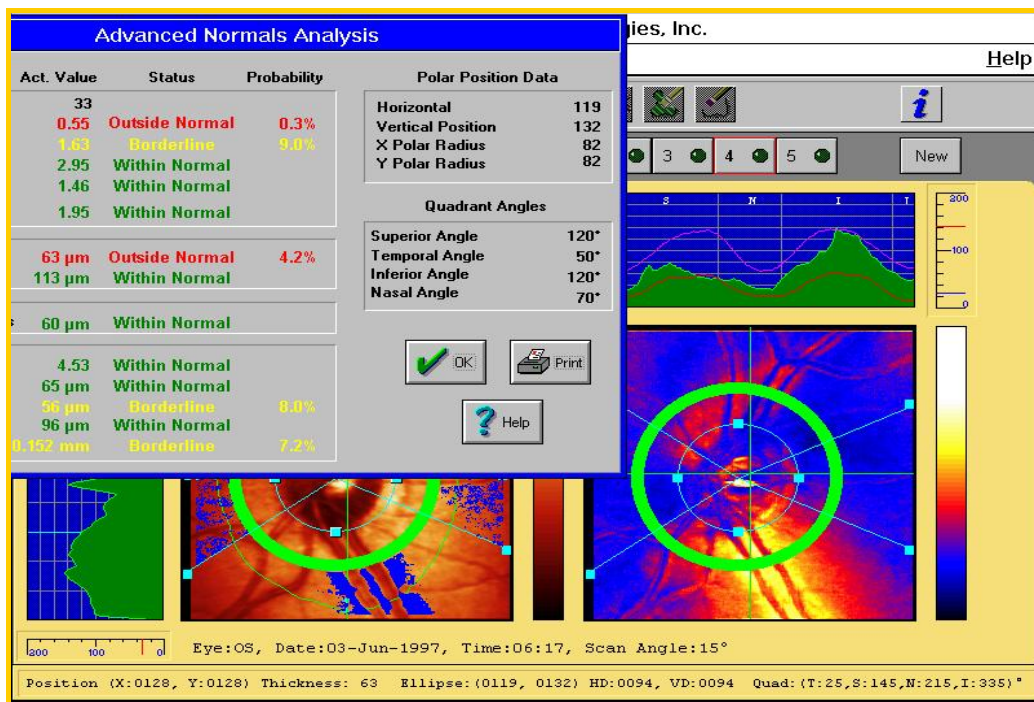 Advanced Normals Analysis
gies, Inc.
Help
Act. Value Status Probability
33
0.55 Outside Normal 0.3%
1.63 Borderline 9.0%
2.95 Within Normal
1.46 Within Normal
1.95 Within Normal
63 µm Outside Normal 4.2%
113 µm Within Normal
60 µm Within Normal
4.53 Within Normal
65 µm Within Normal
56 µm Borderline 8.0%
96 µm Within Normal
0.152 mm Borderline 7.2%
Polar Position Data
Horizontal 119
Vertical Position 132
X Polar Radius 82
Y Polar Radius 82
Quadrant Angles
Superior Angle 120°
Temporal Angle 50°
Inferior Angle 120°
Nasal Angle 70°
OK
Print
Help
i
3 4 5 New
S N I T
200
100
0
200 100 0
Eye:OS, Date:03-Jun-1997, Time:06:17, Scan Angle:15°
Position (X:0128, Y:0128) Thickness: 63 Ellipse:(0119, 0132) HD:0094, VD:0094 Quad:(T:25,S:145,N:215,I:335)°